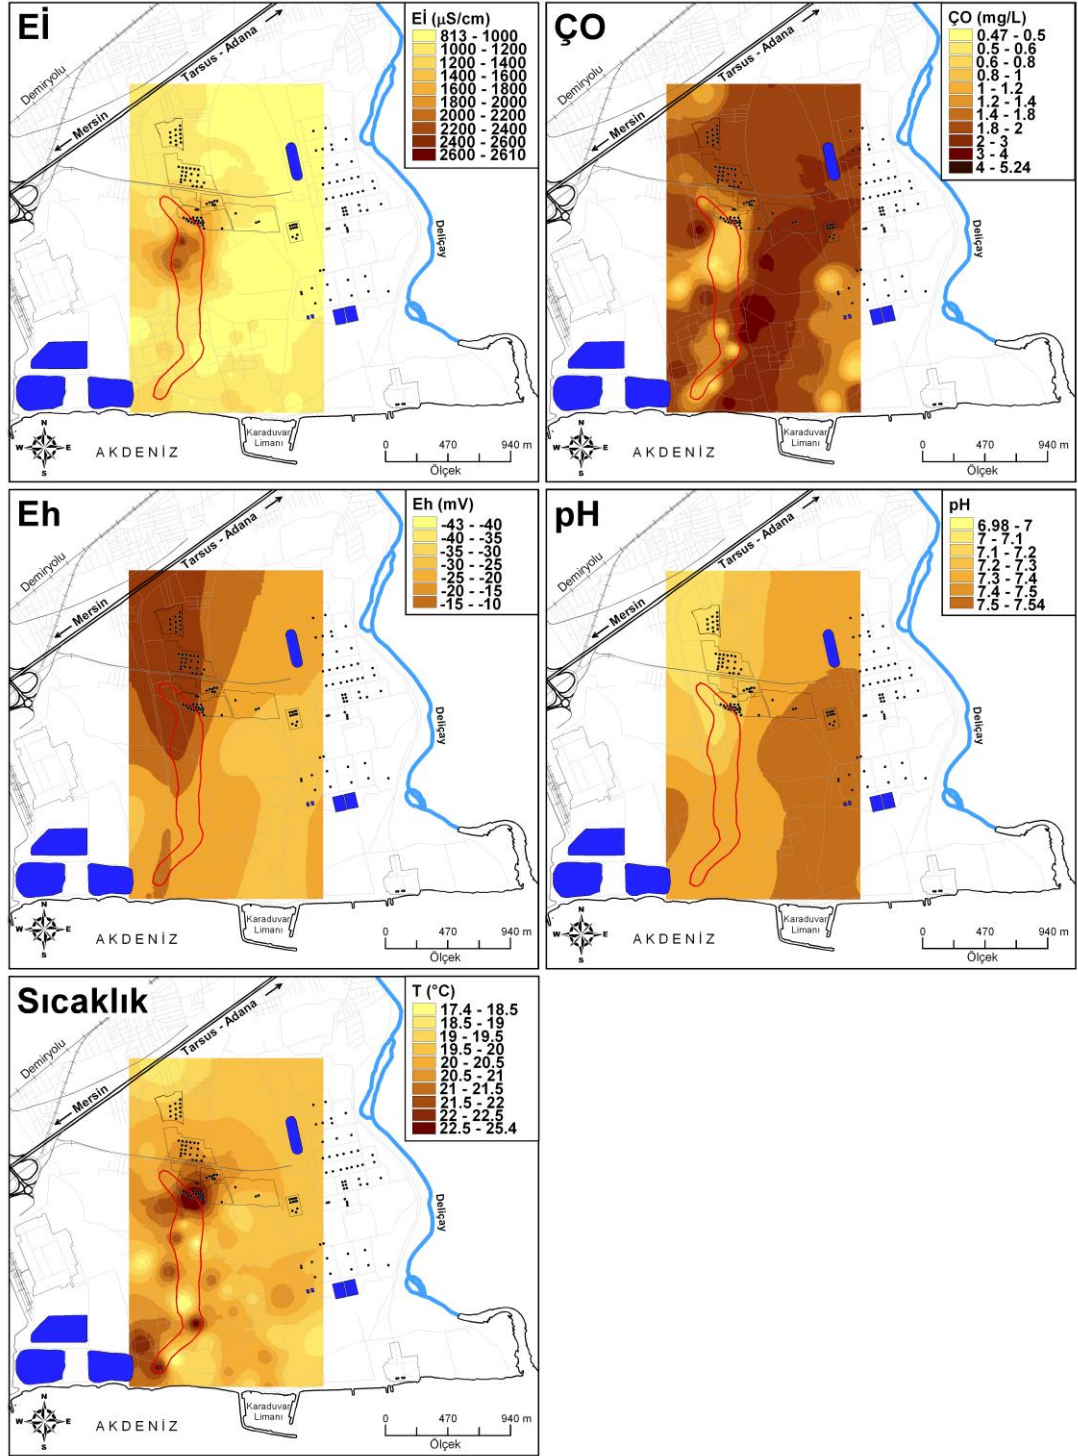 Eİ
Eİ (µS/cm)
813 - 1000
1000 - 1200
1200 - 1400
1400 - 1600
1600 - 1800
1800 - 2000
2000 - 2200
2200 - 2400
2400 - 2600
2600 - 2610
Demiryolu
Tarsus - Adana
Mersin
Deliçay
Karaduvar
Limanı
AKDENİZ
N
W E
S
0 470 940 m
Ölçek
ÇO
ÇO (mg/L)
0.47 - 0.5
0.5 - 0.6
0.6 - 0.8
0.8 - 1
1 - 1.2
1.2 - 1.4
1.4 - 1.8
1.8 - 2
2 - 3
3 - 4
4 - 5.24
Demiryolu
Tarsus - Adana
Mersin
Deliçay
Karaduvar
Limanı
AKDENİZ
N
W E
S
0 470 940 m
Ölçek
Eh
Eh (mV)
-43 - -40
-40 - -35
-35 - -30
-30 - -25
-25 - -20
-20 - -15
-15 - -10
Demiryolu
Tarsus - Adana
Mersin
Deliçay
Karaduvar
Limanı
AKDENİZ
N
W E
S
0 470 940 m
Ölçek
pH
pH
6.98 - 7
7 - 7.1
7.1 - 7.2
7.2 - 7.3
7.3 - 7.4
7.4 - 7.5
7.5 - 7.54
Demiryolu
Tarsus - Adana
Mersin
Deliçay
Karaduvar
Limanı
AKDENİZ
N
W E
S
0 470 940 m
Ölçek
Sıcaklık
T (°C)
17.4 - 18.5
18.5 - 19
19 - 19.5
19.5 - 20
20 - 20.5
20.5 - 21
21 - 21.5
21.5 - 22
22 - 22.5
22.5 - 25.4
Demiryolu
Tarsus - Adana
Mersin
Deliçay
Karaduvar
Limanı
AKDENİZ
N
W E
S
0 470 940 m
Ölçek